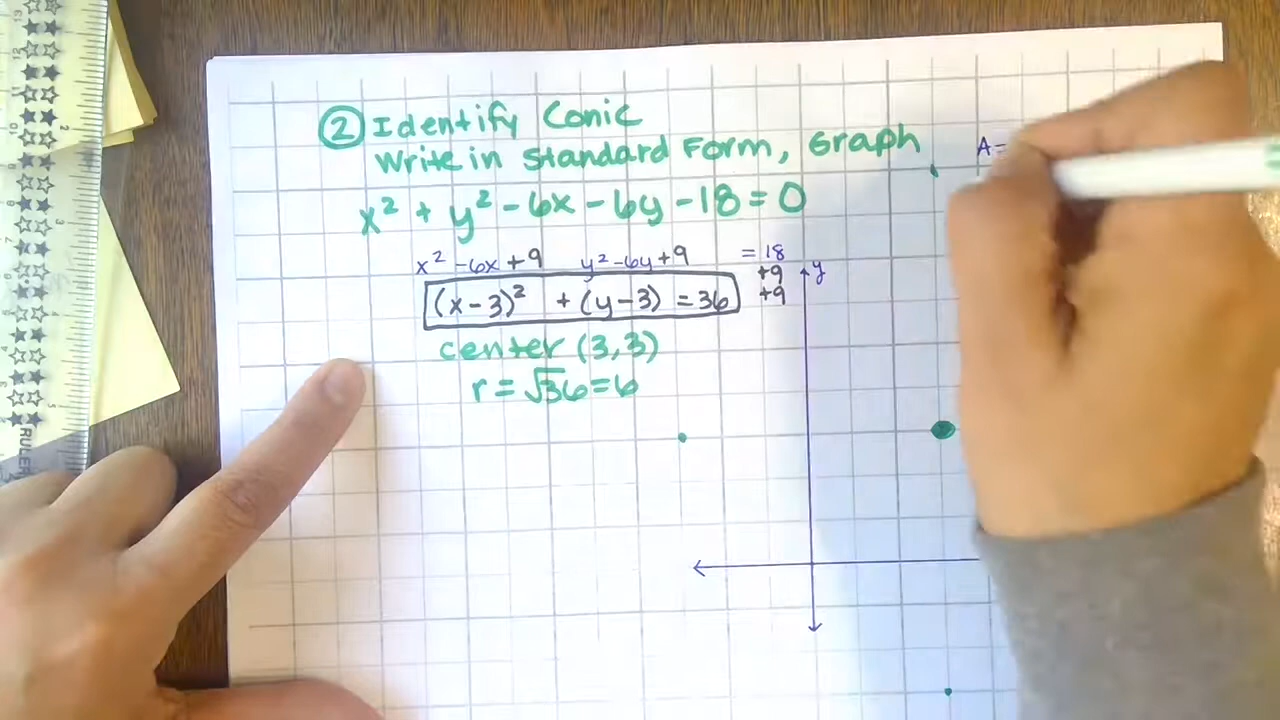 ② Identify Conic
Write in Standard Form, Graph
A=
x² + y² - 6x - 6y - 18 = 0
x² - 6x + 9 y² - 6y + 9 = 18
+9
+9
(x - 3)² + (y - 3) = 36
y
center (3, 3)
r = √36 = 6
RULER